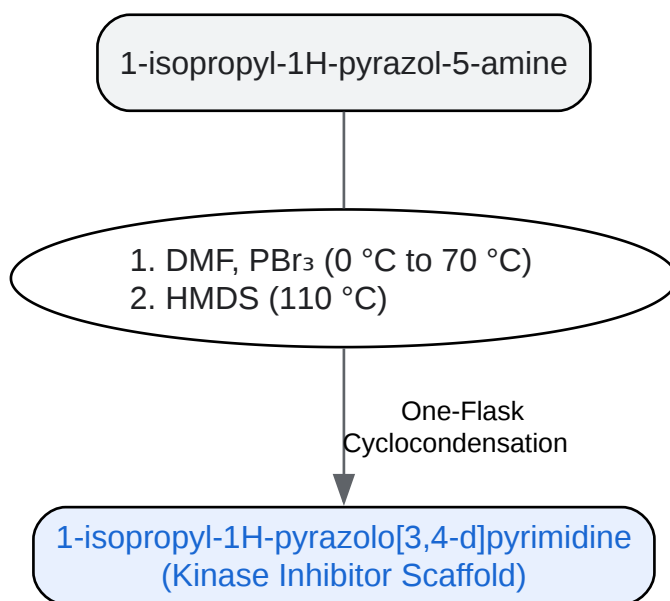 1-isopropyl-1H-pyrazol-5-amine
1. DMF, PBr₃ (0 °C to 70 °C)
2. HMDS (110 °C)
One-Flask
Cyclocondensation
1-isopropyl-1H-pyrazolo[3,4-d]pyrimidine
(Kinase Inhibitor Scaffold)